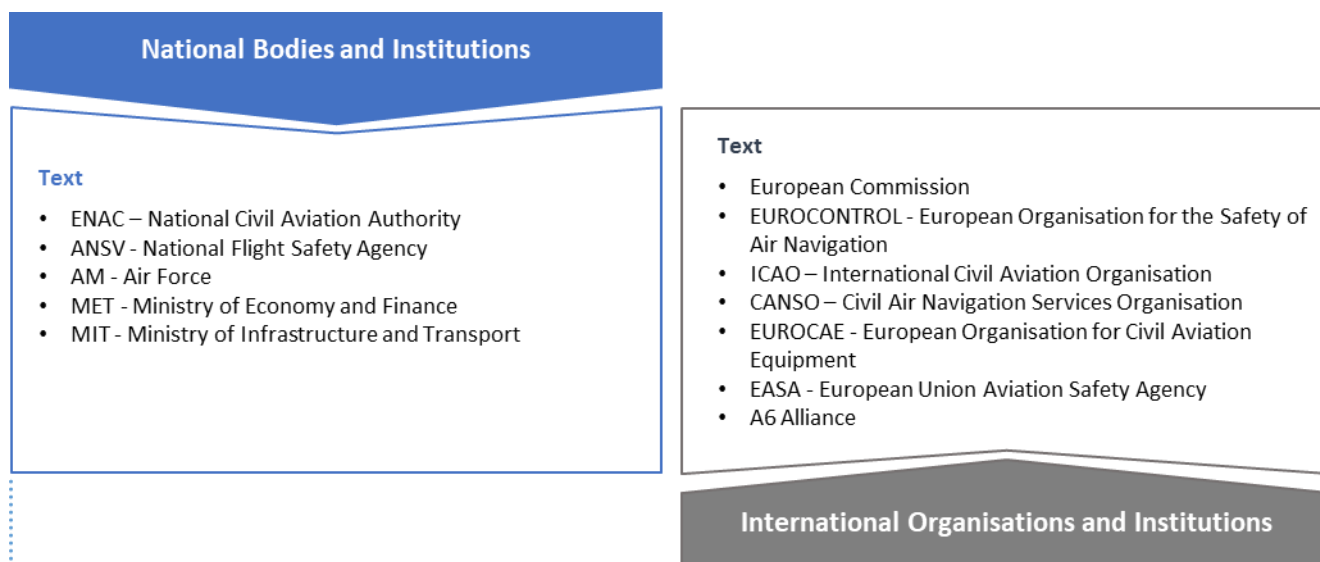 National Bodies and Institutions
Text
• ENAC – National Civil Aviation Authority
• ANSV - National Flight Safety Agency
• AM - Air Force
• MET - Ministry of Economy and Finance
• MIT - Ministry of Infrastructure and Transport
Text
• European Commission
• EUROCONTROL - European Organisation for the Safety of
Air Navigation
• ICAO – International Civil Aviation Organisation
• CANSO – Civil Air Navigation Services Organisation
• EUROCAE - European Organisation for Civil Aviation
Equipment
• EASA - European Union Aviation Safety Agency
• A6 Alliance
International Organisations and Institutions